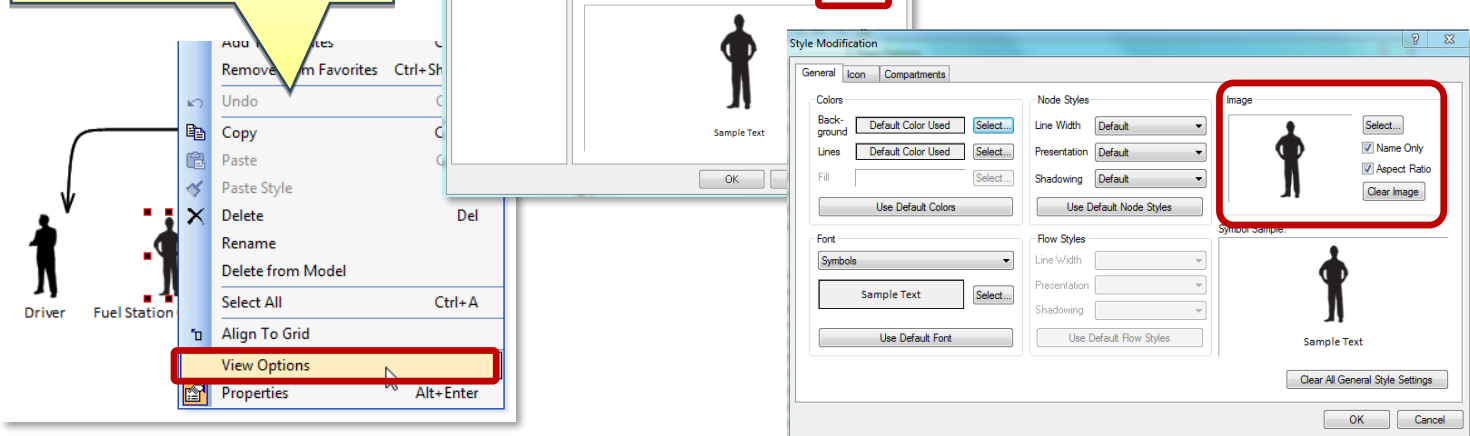 Remove
m Favorites
Undo
Copy
Paste
Paste Style
Delete Del
Rename
Delete from Model
Select All Ctrl+A
Align To Grid
View Options
Properties Alt+Enter
Driver
Fuel Station
Sample Text
OK
Style Modification
General Icon Compartments
Colors
Back-
ground Default Color Used Select...
Lines Default Color Used Select...
Fill Select...
Use Default Colors
Font
Symbols
Sample Text Select...
Use Default Font
Node Styles
Line Width Default
Presentation Default
Shadowing Default
Use Default Node Styles
Flow Styles
Line Width
Presentation
Shadowing
Use Default Flow Styles
Image
Select...
Name Only
Aspect Ratio
Clear Image
Symbol Sample:
Sample Text
Clear All General Style Settings
OK Cancel